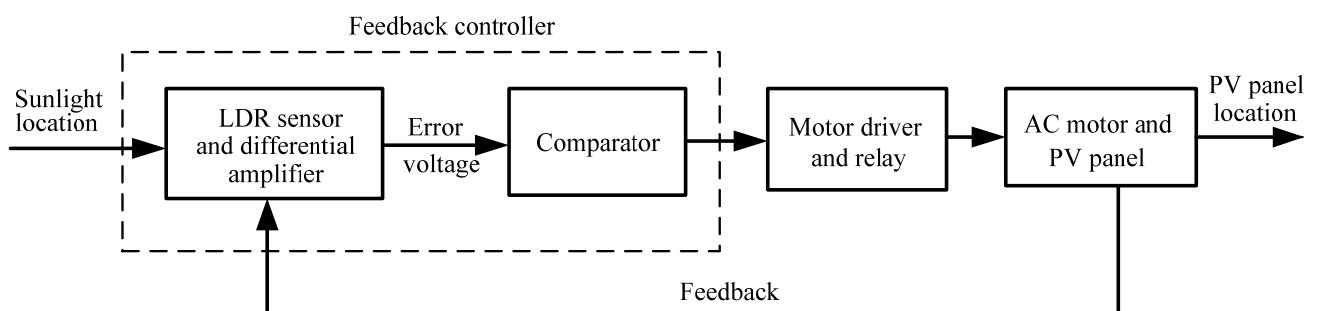 Feedback controller
Sunlight
location
LDR sensor
and differential
amplifier
Error
voltage
Comparator
Motor driver
and relay
AC motor and
PV panel
PV panel
location
Feedback